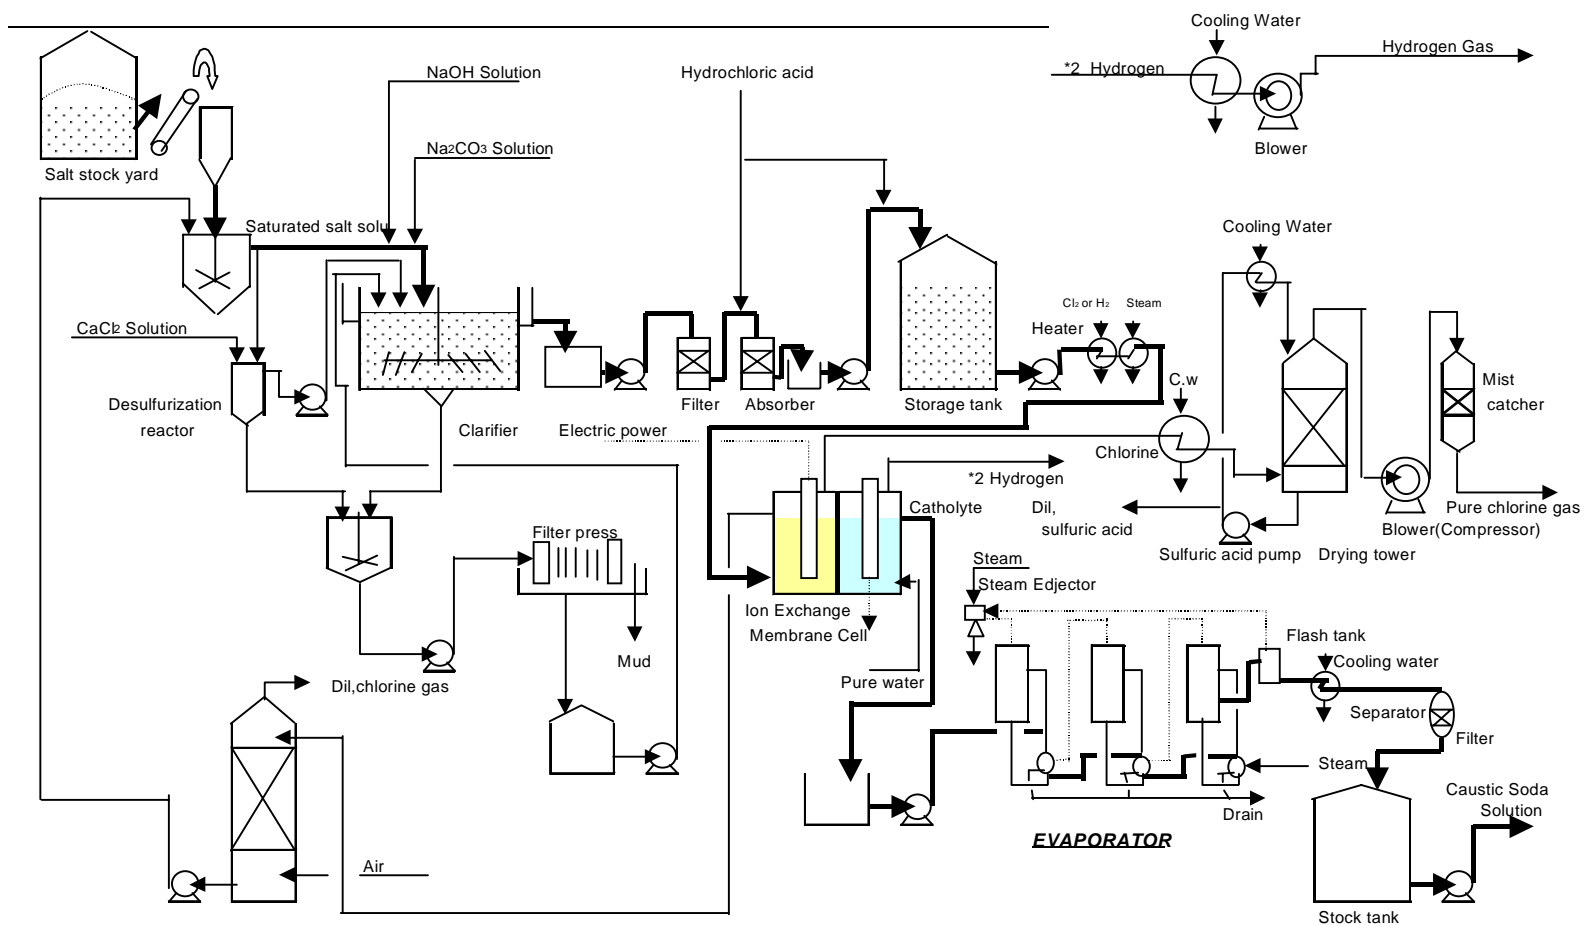 Cooling Water
*2 Hydrogen
Hydrogen Gas
Blower
NaOH Solution
Hydrochloric acid
Na2CO3 Solution
Salt stock yard
Saturated salt solu
Cooling Water
CaCl2 Solution
Cl2 or H2
Steam
Heater
Desulfurization
reactor
Clarifier
Filter
Absorber
Storage tank
C.w
Mist
catcher
Electric power
Chlorine
*2 Hydrogen
Catholyte
Dil,
sulfuric acid
Pure chlorine gas
Blower(Compressor)
Sulfuric acid pump
Drying tower
Filter press
Steam
Steam Edjector
Ion Exchange
Membrane Cell
Mud
Pure water
Flash tank
Cooling water
Dil,chlorine gas
Separator
Filter
Steam
Caustic Soda
Solution
Drain
EVAPORATOR
Air
Stock tank